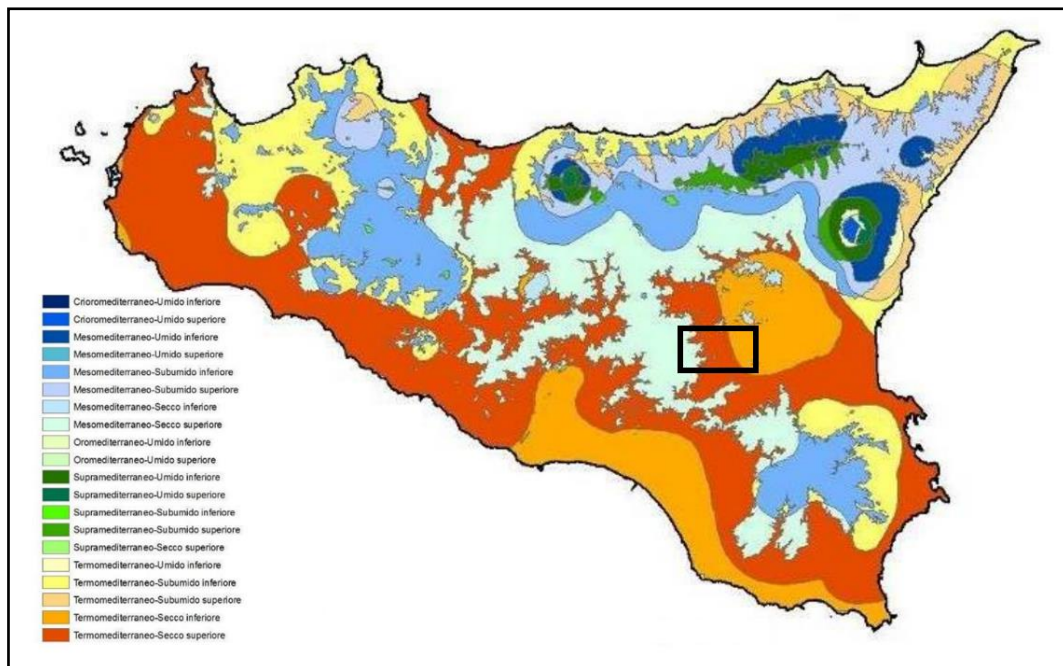 Crioromediterraneo-Umido inferiore
Crioromediterraneo-Umido superiore
Mesomediterraneo-Umido inferiore
Mesomediterraneo-Umido superiore
Mesomediterraneo-Subumido inferiore
Mesomediterraneo-Subumido superiore
Mesomediterraneo-Secco inferiore
Mesomediterraneo-Secco superiore
Oromediterraneo-Umido inferiore
Oromediterraneo-Umido superiore
Supramediterraneo-Umido inferiore
Supramediterraneo-Umido superiore
Supramediterraneo-Subumido inferiore
Supramediterraneo-Subumido superiore
Supramediterraneo-Secco superiore
Termomediterraneo-Umido inferiore
Termomediterraneo-Subumido inferiore
Termomediterraneo-Subumido superiore
Termomediterraneo-Secco inferiore
Termomediterraneo-Secco superiore